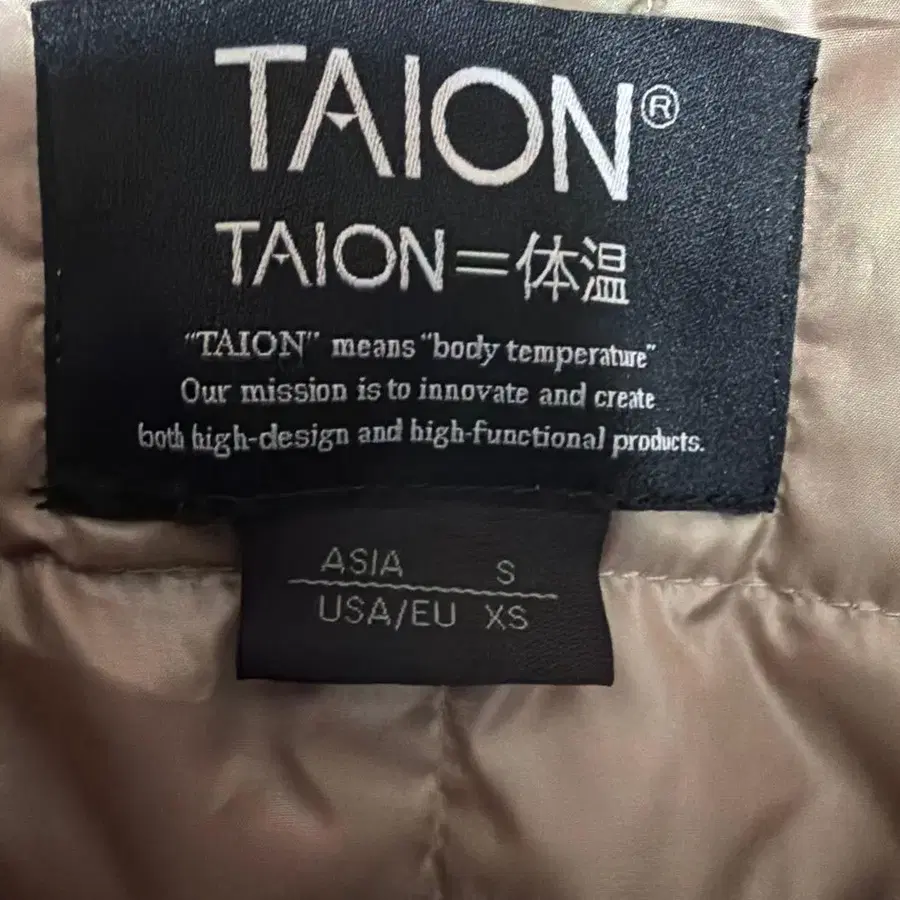 TAION®
TAION=体温
"TAION" means "body temperature"
Our mission is to innovate and create
both high-design and high-functional products.
ASIA S
USA/EU XS